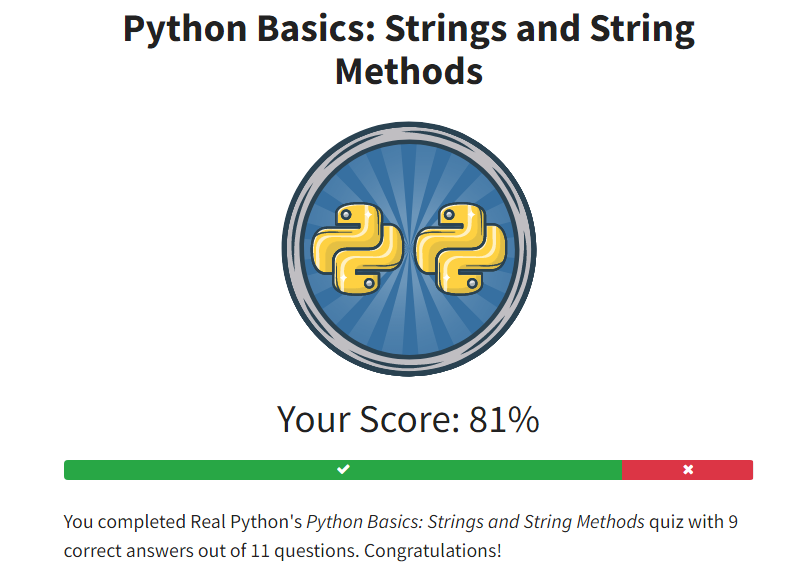 Python Basics: Strings and String
Methods
Your Score: 81%
You completed Real Python's Python Basics: Strings and String Methods quiz with 9
correct answers out of 11 questions. Congratulations!